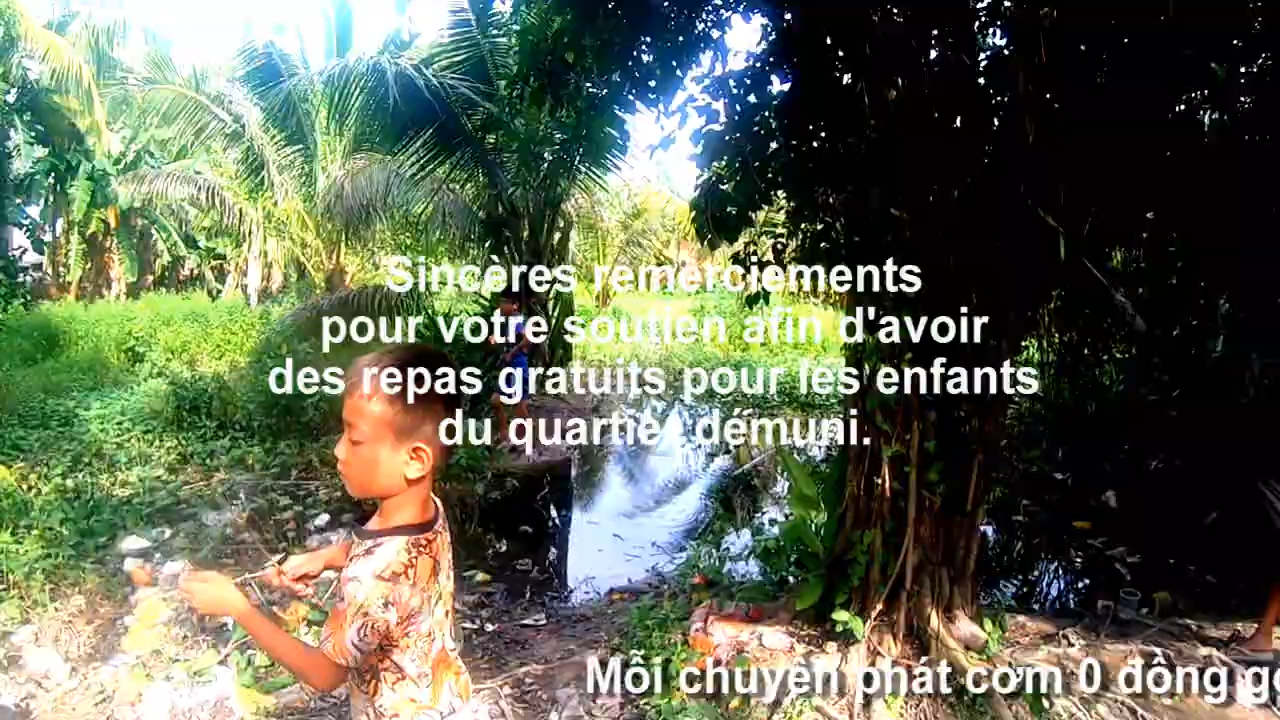 Sincères remerciements
pour votre soutien afin d'avoir
des repas gratuits pour les enfants
du quartier démuni.
Mỗi chuyến phát cơm 0 đồng